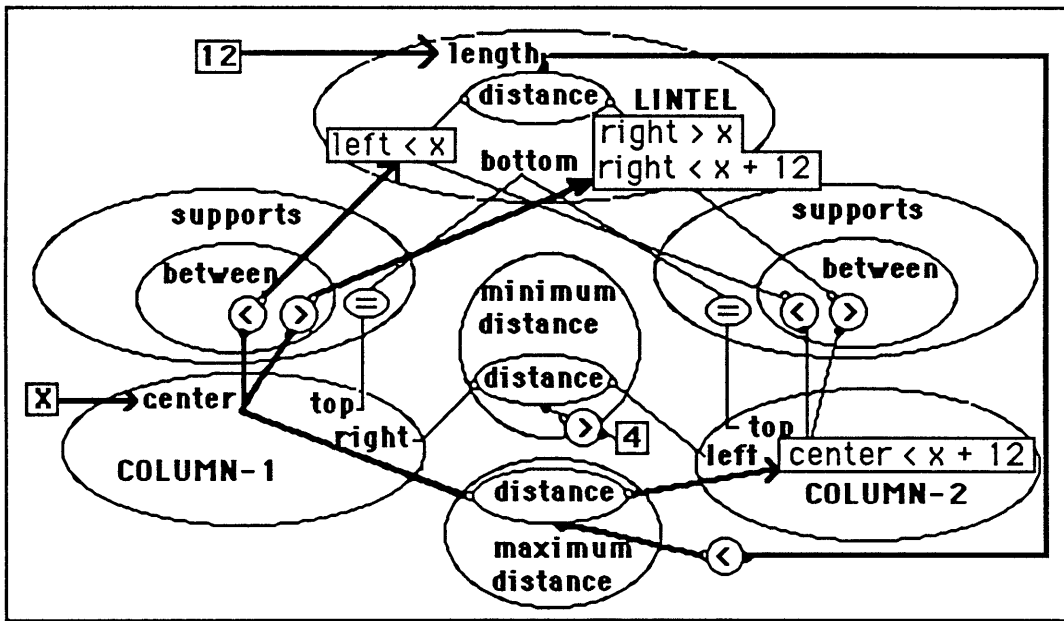 12
length
distance
LINTEL
left < x
right > x
right < x + 12
bottom
supports
supports
between
between
< > =
= < >
minimum
distance
distance
X
center
top
right
> 4
top
left
center < x + 12
COLUMN-1
COLUMN-2
distance
maximum
distance
<